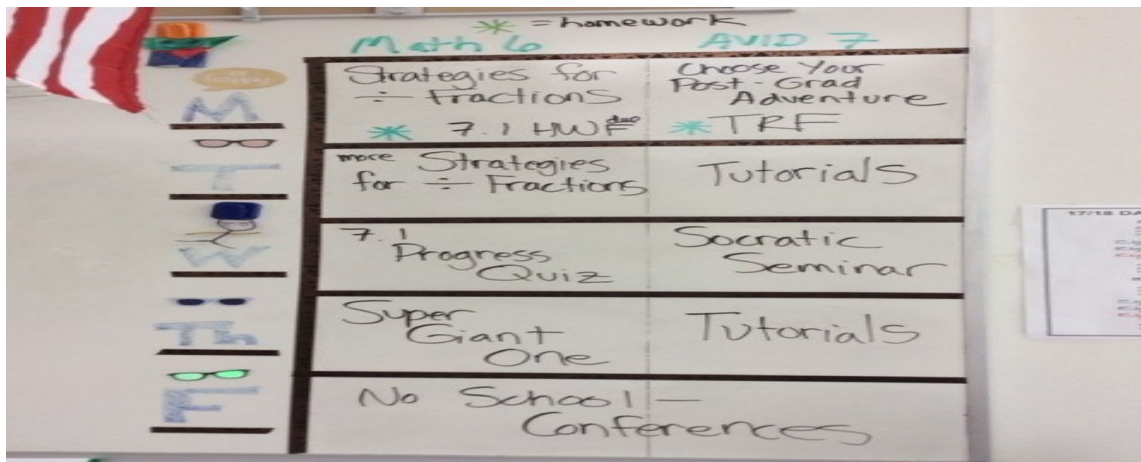 * = homework
Math 6 AVID 7
M
Strategies for
÷ Fractions
* 7.1 HW due F
Choose Your
Post-Grad
Adventure
* TRF
T
more Strategies
for ÷ Fractions
Tutorials
W
7.1
Progress
Quiz
Socratic
Seminar
Th
Super
Giant
One
Tutorials
F
No School —
Conferences
17/18